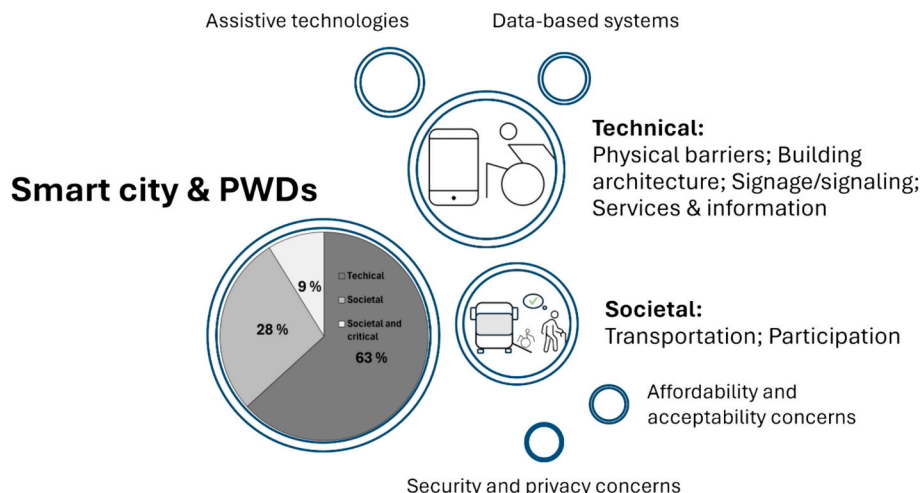 Assistive technologies
Data-based systems
Technical:
Physical barriers; Building
architecture; Signage/signaling;
Services & information
Smart city & PWDs
9 %
28 %
63 %
Techical
Societal
Societal and
critical
Societal:
Transportation; Participation
Affordability and
acceptability concerns
Security and privacy concerns